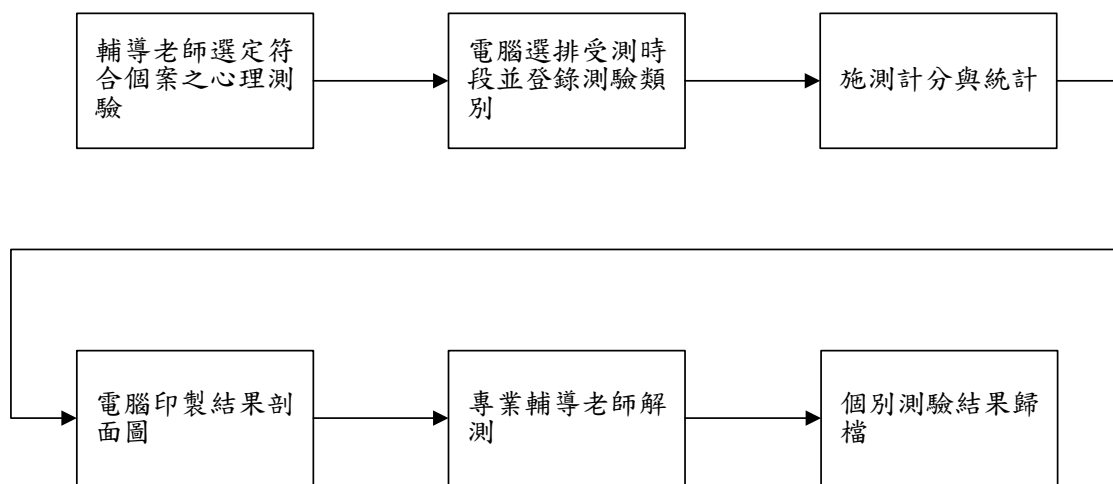 輔導老師選定符
合個案之心理測
驗
電腦選排受測時
段並登錄測驗類
別
施測計分與統計
電腦印製結果剖
面圖
專業輔導老師解
測
個別測驗結果歸
檔